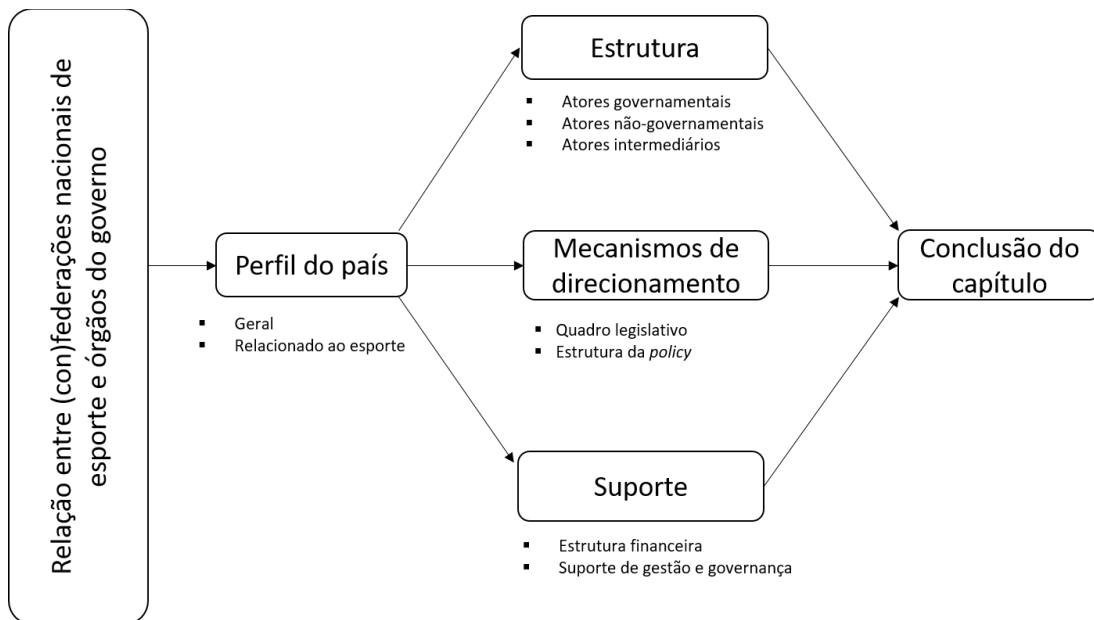 Relação entre (con)federações nacionais de
esporte e órgãos do governo
Perfil do país
▪ Geral
▪ Relacionado ao esporte
Estrutura
▪ Atores governamentais
▪ Atores não-governamentais
▪ Atores intermediários
Mecanismos de
direcionamento
▪ Quadro legislativo
▪ Estrutura da policy
Suporte
▪ Estrutura financeira
▪ Suporte de gestão e governança
Conclusão do
capítulo